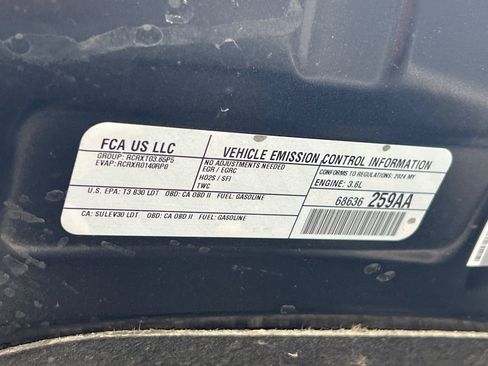 FCA US LLC
GROUP: RCRXT03.65P5
EVAP: RCRXR0140RP0
VEHICLE EMISSION CONTROL INFORMATION
NO ADJUSTMENTS NEEDED
EGR / EGRC
HO2S / SFI
TWC
CONFORMS TO REGULATIONS: 2024 MY
ENGINE: 3.6L
U.S. EPA: T3 B30 LDT OBD: CA OBD II FUEL: GASOLINE
CA: SULEV30 LDT OBD: CA OBD II FUEL: GASOLINE
68636 259AA